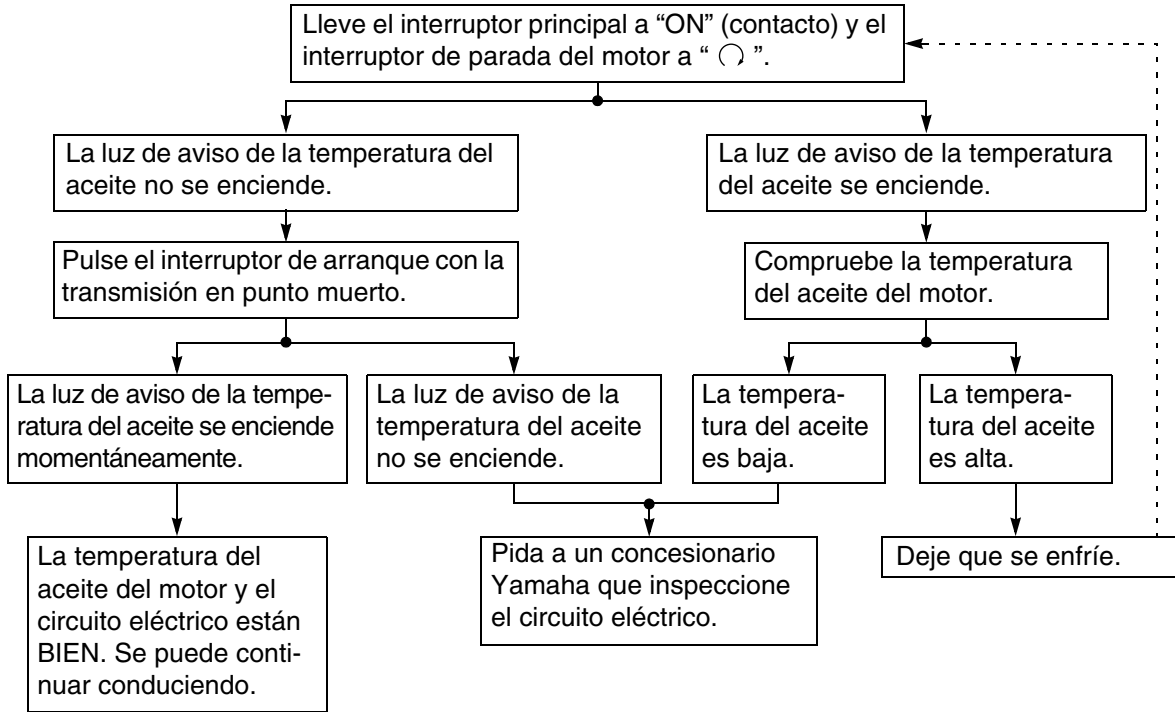 Lleve el interruptor principal a “ON” (contacto) y el
interruptor de parada del motor a “ ”.
La luz de aviso de la temperatura del
aceite no se enciende.
La luz de aviso de la temperatura
del aceite se enciende.
Pulse el interruptor de arranque con la
transmisión en punto muerto.
Compruebe la temperatura
del aceite del motor.
La luz de aviso de la tempe-
ratura del aceite se enciende
momentáneamente.
La luz de aviso de la
temperatura del aceite
no se enciende.
La tempera-
tura del aceite
es baja.
La tempera-
tura del aceite
es alta.
La temperatura del
aceite del motor y el
circuito eléctrico están
BIEN. Se puede conti-
nuar conduciendo.
Pida a un concesionario
Yamaha que inspeccione
el circuito eléctrico.
Deje que se enfríe.